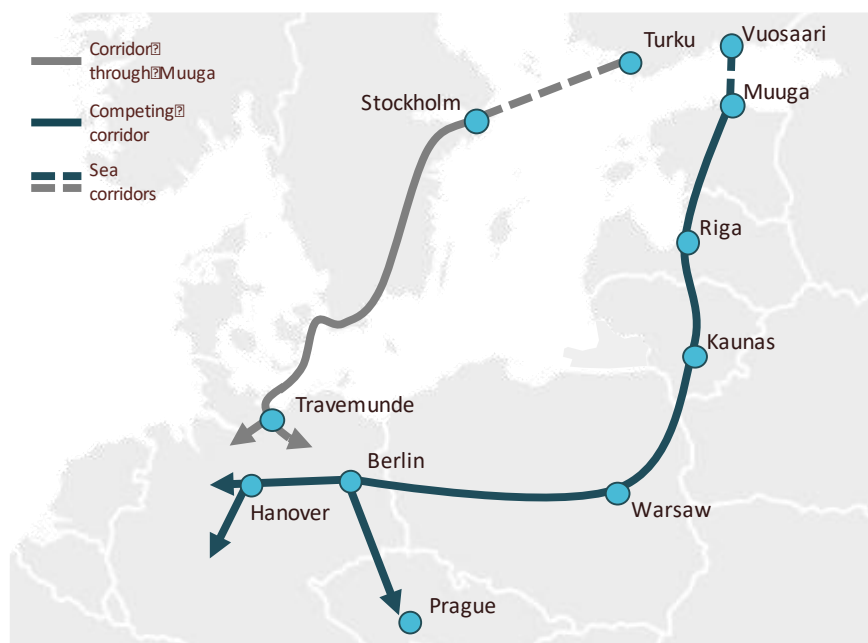 Corridor�
through�Muuga
Competing�
corridor
Sea
corridors
Turku
Vuosaari
Stockholm
Muuga
Riga
Kaunas
Travemunde
Berlin
Hanover
Warsaw
Prague